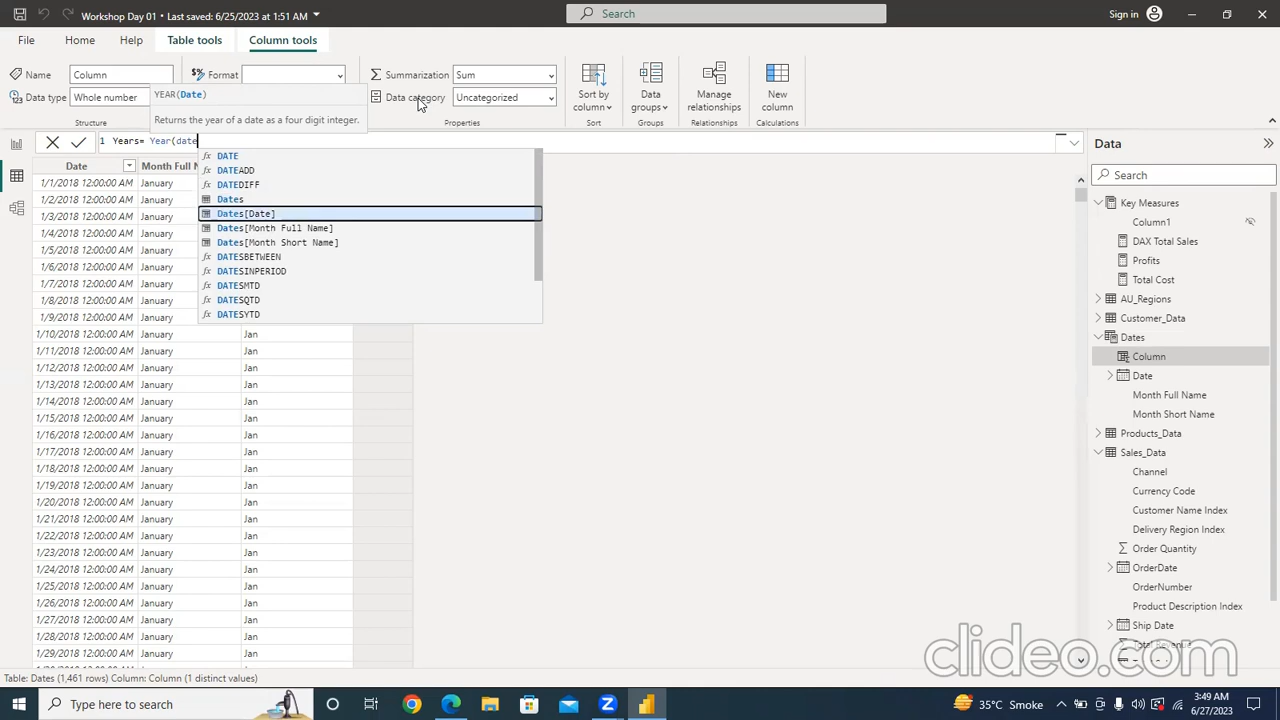 Workshop Day 01 • Last saved: 6/25/2023 at 1:51 AM
Search
Sign in
File
Home
Help
Table tools
Column tools
Name
Column
Format
Summarization
Sum
Data type
Whole number
Data category
Uncategorized
Sort by column
Data groups
Manage relationships
New column
Structure
Properties
Sort
Groups
Relationships
Calculations
YEAR(Date)
Returns the year of a date as a four digit integer.
1 Years= Year(date
DATE
DATEADD
DATEDIFF
Dates
Dates[Date]
Dates[Month Full Name]
Dates[Month Short Name]
DATESBETWEEN
DATESINPERIOD
DATESMTD
DATESQTD
DATESYTD
Date Month Full N
1/1/2018 12:00:00 AM January
1/2/2018 12:00:00 AM January
1/3/2018 12:00:00 AM January
1/4/2018 12:00:00 AM January
1/5/2018 12:00:00 AM January
1/6/2018 12:00:00 AM January
1/7/2018 12:00:00 AM January
1/8/2018 12:00:00 AM January
1/9/2018 12:00:00 AM January
1/10/2018 12:00:00 AM January Jan
1/11/2018 12:00:00 AM January Jan
1/12/2018 12:00:00 AM January Jan
1/13/2018 12:00:00 AM January Jan
1/14/2018 12:00:00 AM January Jan
1/15/2018 12:00:00 AM January Jan
1/16/2018 12:00:00 AM January Jan
1/17/2018 12:00:00 AM January Jan
1/18/2018 12:00:00 AM January Jan
1/19/2018 12:00:00 AM January Jan
1/20/2018 12:00:00 AM January Jan
1/21/2018 12:00:00 AM January Jan
1/22/2018 12:00:00 AM January Jan
1/23/2018 12:00:00 AM January Jan
1/24/2018 12:00:00 AM January Jan
1/25/2018 12:00:00 AM January Jan
1/26/2018 12:00:00 AM January Jan
1/27/2018 12:00:00 AM January Jan
1/28/2018 12:00:00 AM January Jan
1/29/2018 12:00:00 AM January Jan
Data
Search
Key Measures
Column1
DAX Total Sales
Profits
Total Cost
AU_Regions
Customer_Data
Dates
Column
Date
Month Full Name
Month Short Name
Products_Data
Sales_Data
Channel
Currency Code
Customer Name Index
Delivery Region Index
Order Quantity
OrderDate
OrderNumber
Product Description Index
Ship Date
Total Revenue
clideo.com
Table: Dates (1,461 rows) Column: Column (1 distinct values)
Type here to search
35°C Smoke
3:49 AM
6/27/2023